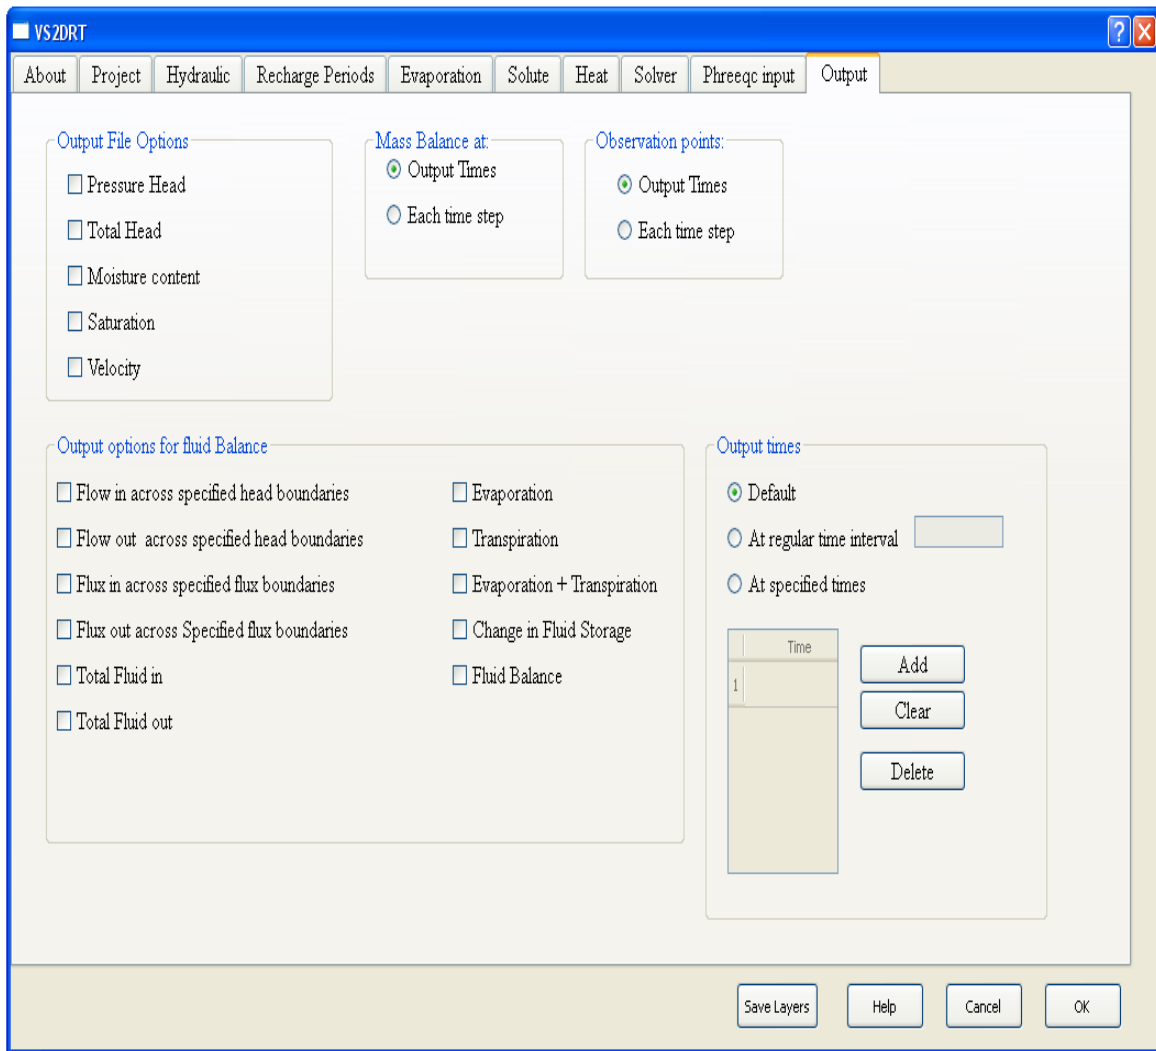 VS2DRT
About Project Hydraulic Recharge Periods Evaporation Solute Heat Solver Phreeqc input Output
Output File Options
Pressure Head
Total Head
Moisture content
Saturation
Velocity
Mass Balance at:
Output Times
Each time step
Observation points:
Output Times
Each time step
Output options for fluid Balance
Flow in across specified head boundaries
Flow out across specified head boundaries
Flux in across specified flux boundaries
Flux out across Specified flux boundaries
Total Fluid in
Total Fluid out
Evaporation
Transpiration
Evaporation + Transpiration
Change in Fluid Storage
Fluid Balance
Output times
Default
At regular time interval
At specified times
Time
1
Add
Clear
Delete
Save Layers Help Cancel OK